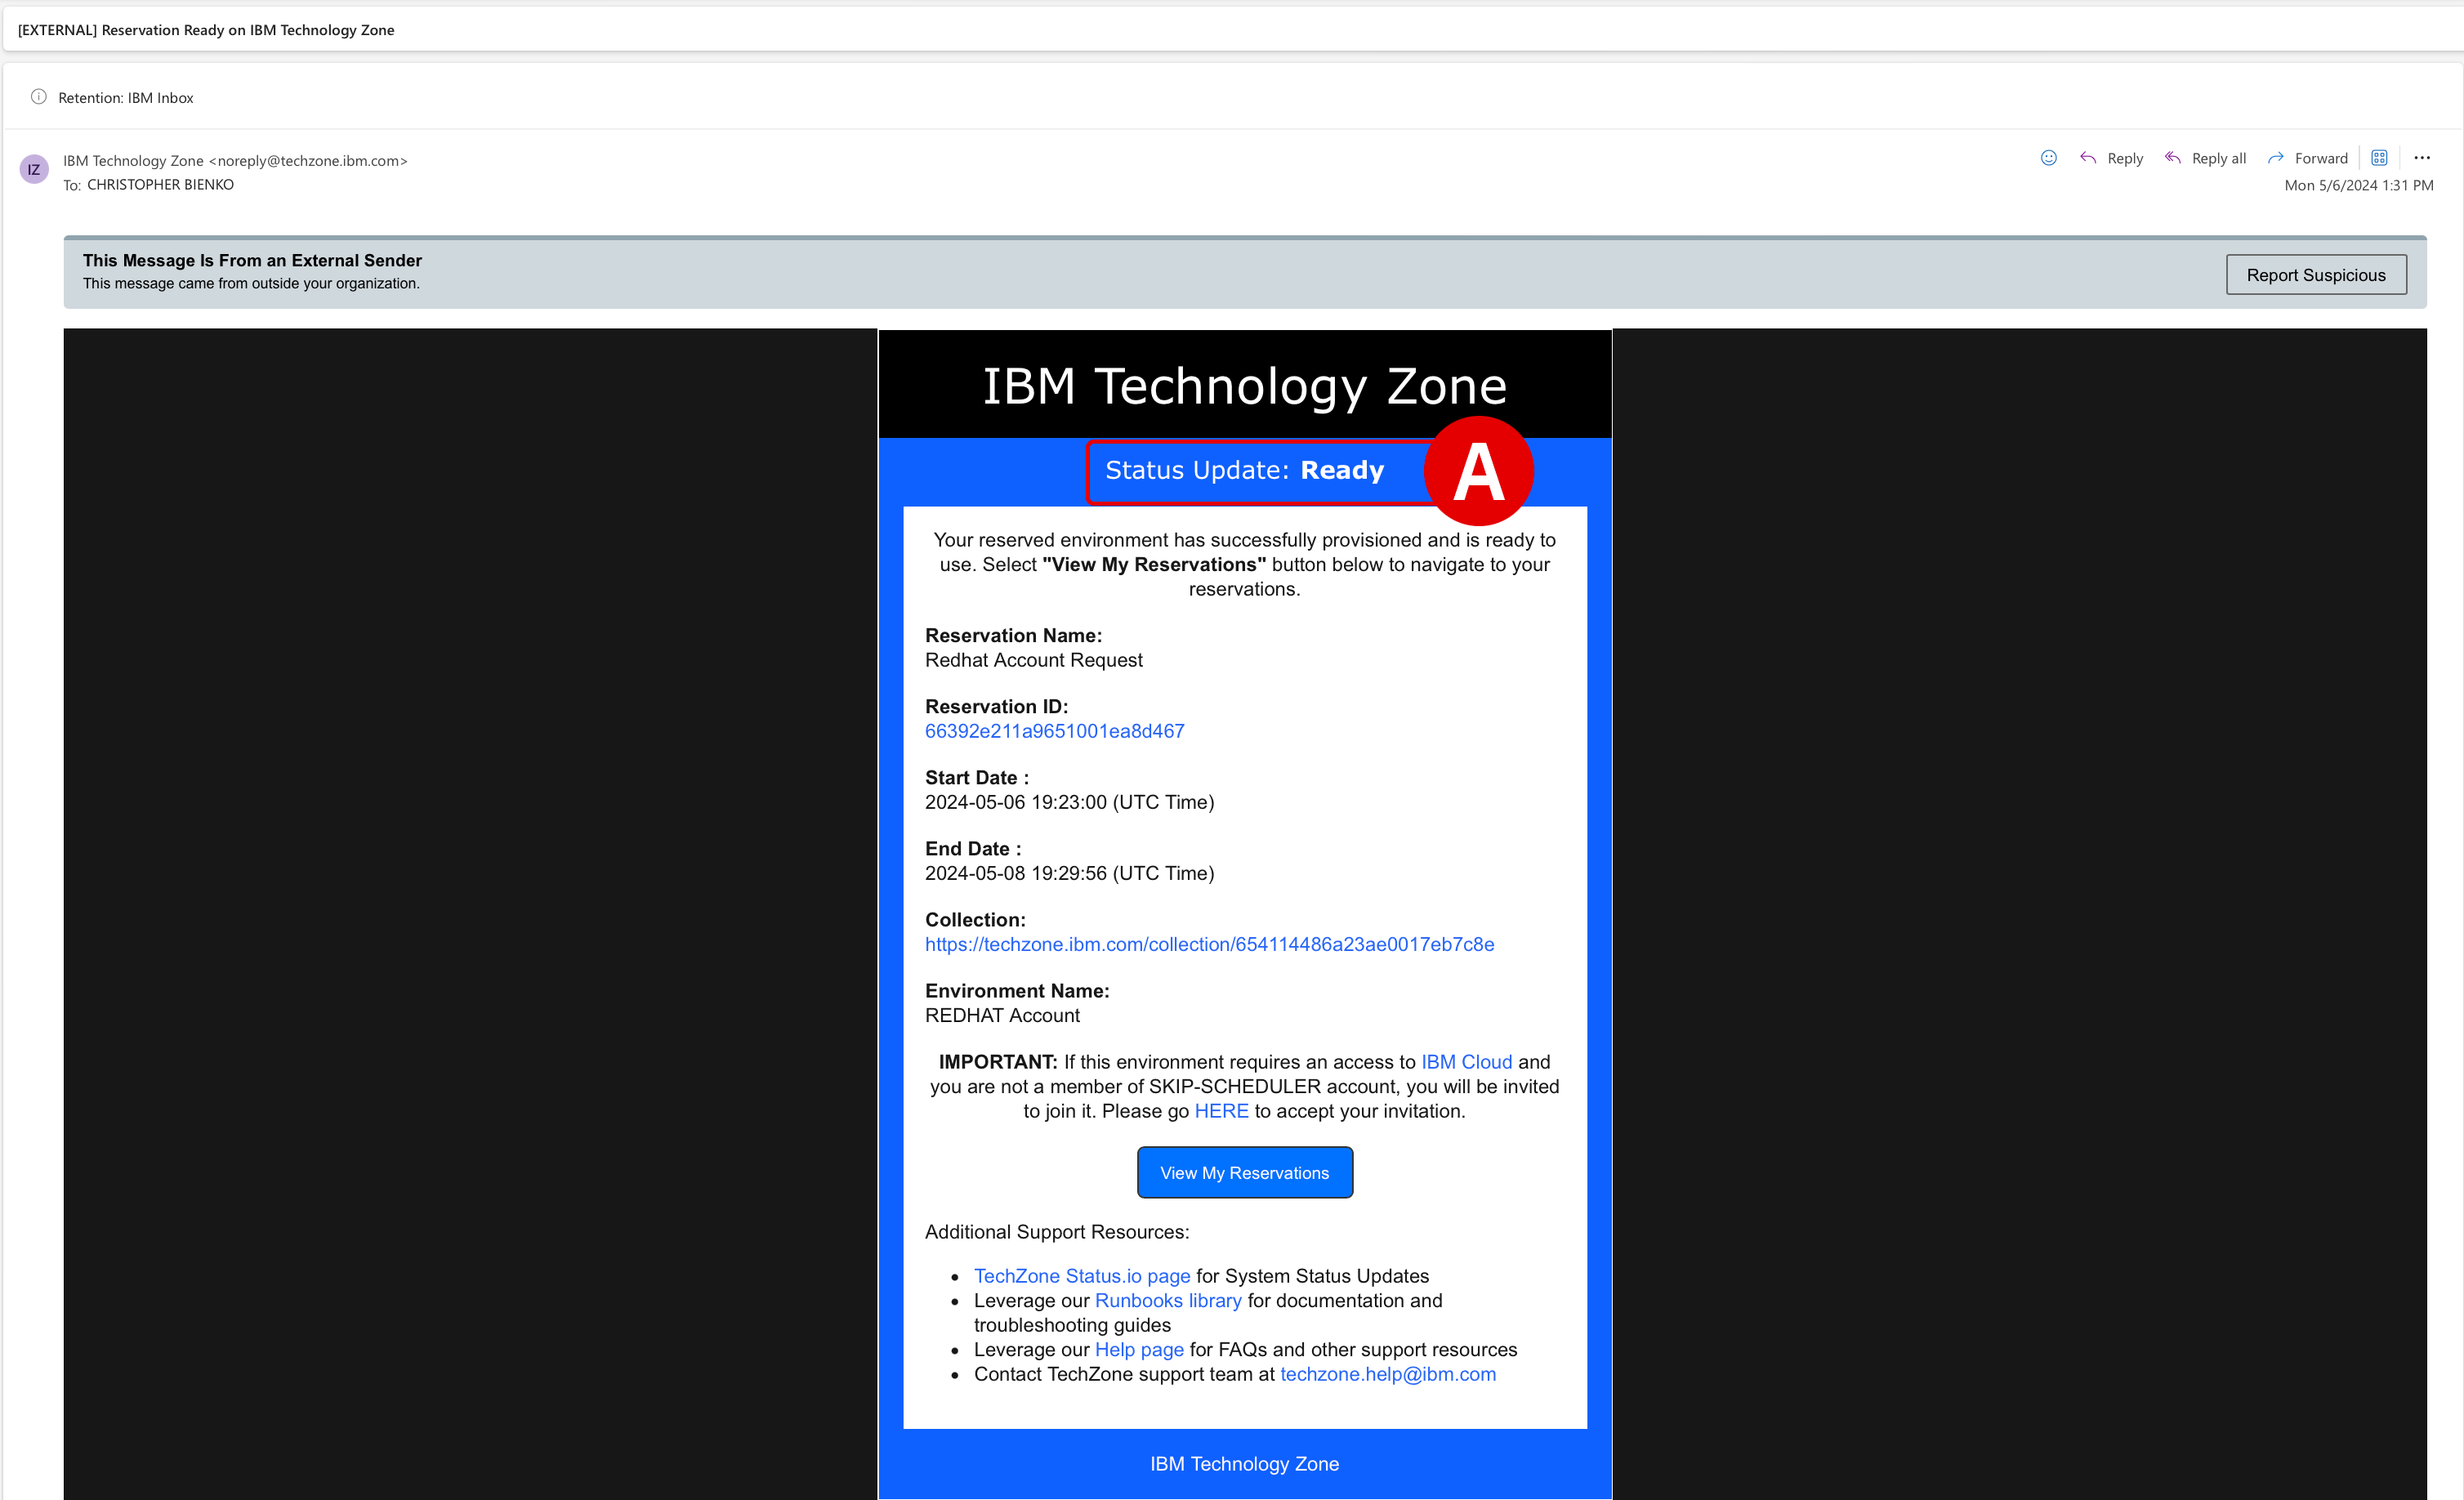 [EXTERNAL] Reservation Ready on IBM Technology Zone
Retention: IBM Inbox
IZ
IBM Technology Zone <noreply@techzone.ibm.com>
To: CHRISTOPHER BIENKO
Reply
Reply all
Forward
Mon 5/6/2024 1:31 PM
This Message Is From an External Sender
This message came from outside your organization.
Report Suspicious
IBM Technology Zone
Status Update: Ready
A
Your reserved environment has successfully provisioned and is ready to
use. Select "View My Reservations" button below to navigate to your
reservations.
Reservation Name:
Redhat Account Request
Reservation ID:
66392e211a9651001ea8d467
Start Date :
2024-05-06 19:23:00 (UTC Time)
End Date :
2024-05-08 19:29:56 (UTC Time)
Collection:
https://techzone.ibm.com/collection/654114486a23ae0017eb7c8e
Environment Name:
REDHAT Account
IMPORTANT: If this environment requires an access to IBM Cloud and
you are not a member of SKIP-SCHEDULER account, you will be invited
to join it. Please go HERE to accept your invitation.
View My Reservations
Additional Support Resources:
• TechZone Status.io page for System Status Updates
• Leverage our Runbooks library for documentation and
troubleshooting guides
• Leverage our Help page for FAQs and other support resources
• Contact TechZone support team at techzone.help@ibm.com
IBM Technology Zone